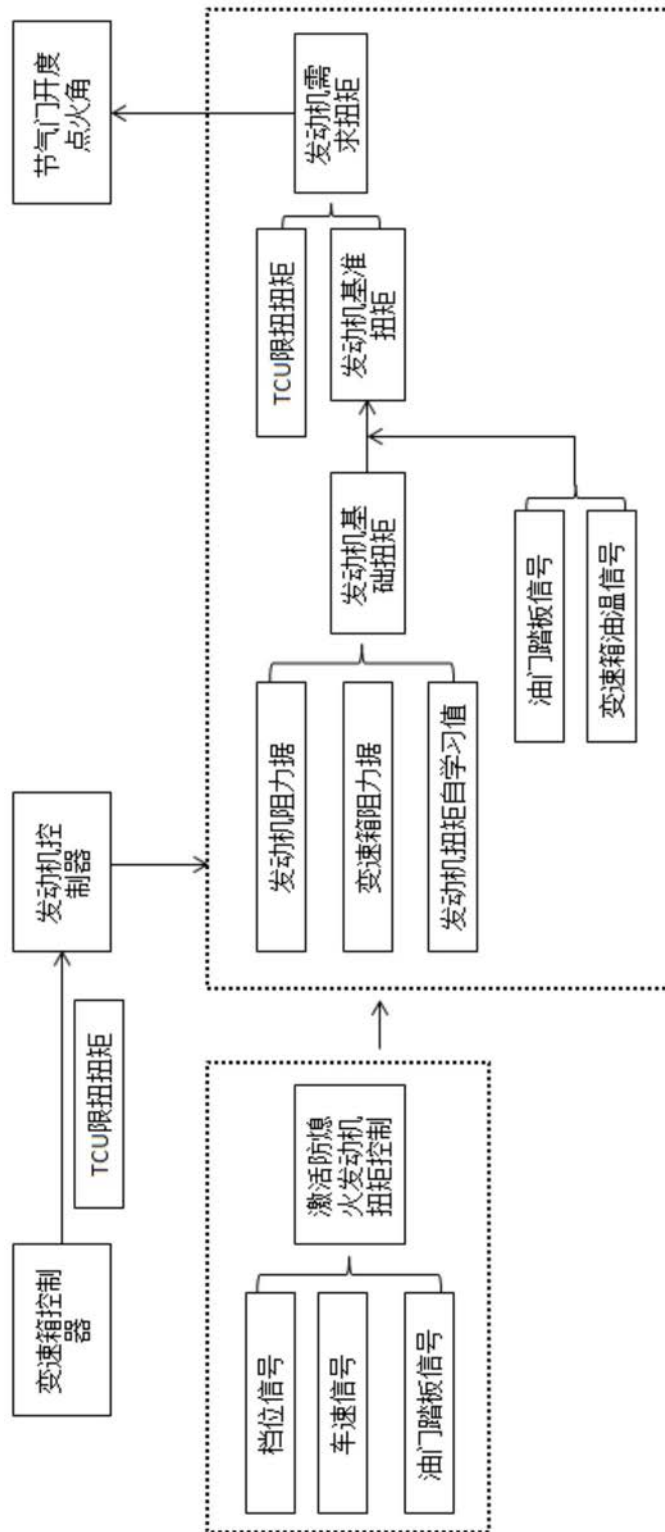 变速箱控制
器
TCU限扭扭矩
发动机控
制器
节气门开度
点火角
档位信号
车速信号
油门踏板信号
激活防熄
火发动机
扭矩控制
发动机阻力据
变速箱阻力据
发动机扭矩自学习值
发动机基
础扭矩
油门踏板信号
变速箱油温信号
TCU限扭扭矩
发动机基准
扭矩
发动机需
求扭矩